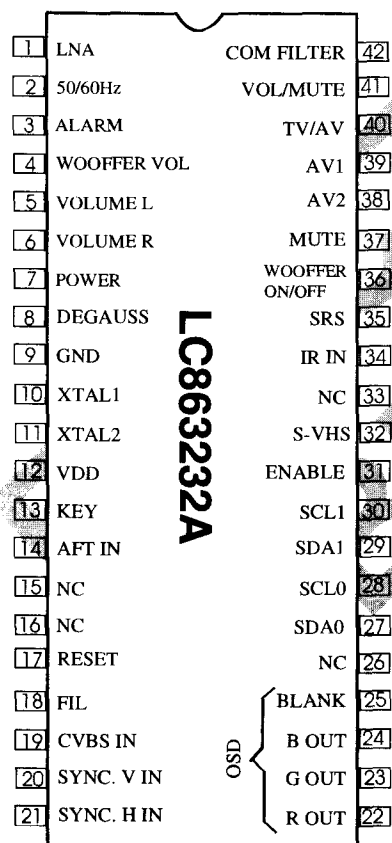 1 LNA
2 50/60Hz
3 ALARM
4 WOOFFER VOL
5 VOLUME L
6 VOLUME R
7 POWER
8 DEGAUSS
9 GND
10 XTAL1
11 XTAL2
12 VDD
13 KEY
14 AFT IN
15 NC
16 NC
17 RESET
18 FIL
19 CVBS IN
20 SYNC. V IN
21 SYNC. H IN
LC863232A
COM FILTER 42
VOL/MUTE 41
TV/AV 40
AV1 39
AV2 38
MUTE 37
WOOFFER
ON/OFF 36
SRS 35
IR IN 34
NC 33
S-VHS 32
ENABLE 31
SCL1 30
SDA1 29
SCL0 28
SDA0 27
NC 26
BLANK 25
B OUT 24
G OUT 23
R OUT 22
OSD